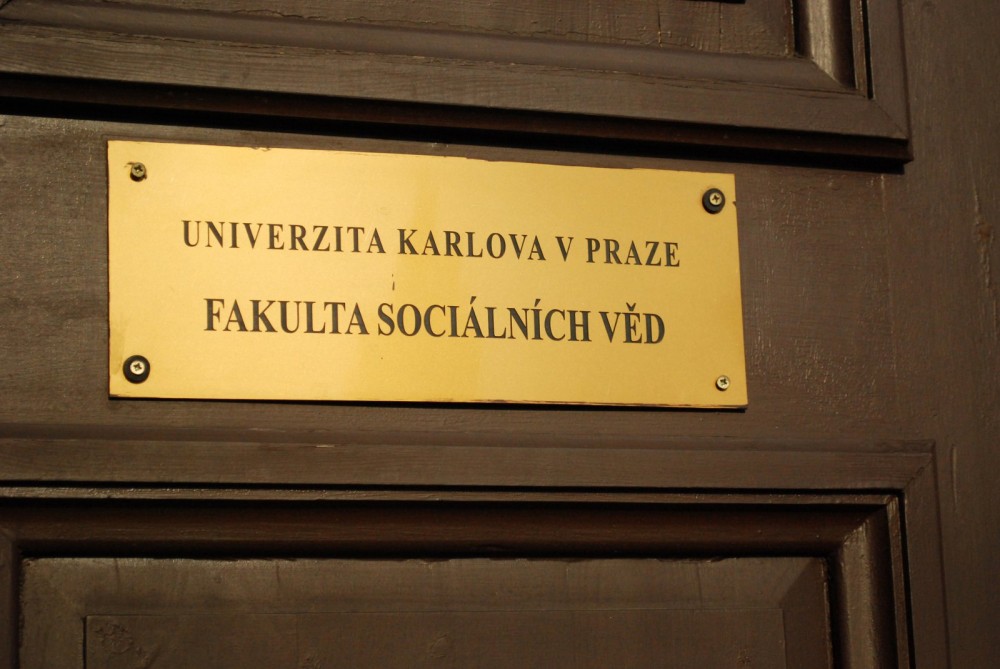 UNIVERZITA KARLOVA V PRAZE
FAKULTA SOCIÁLNÍCH VĚD